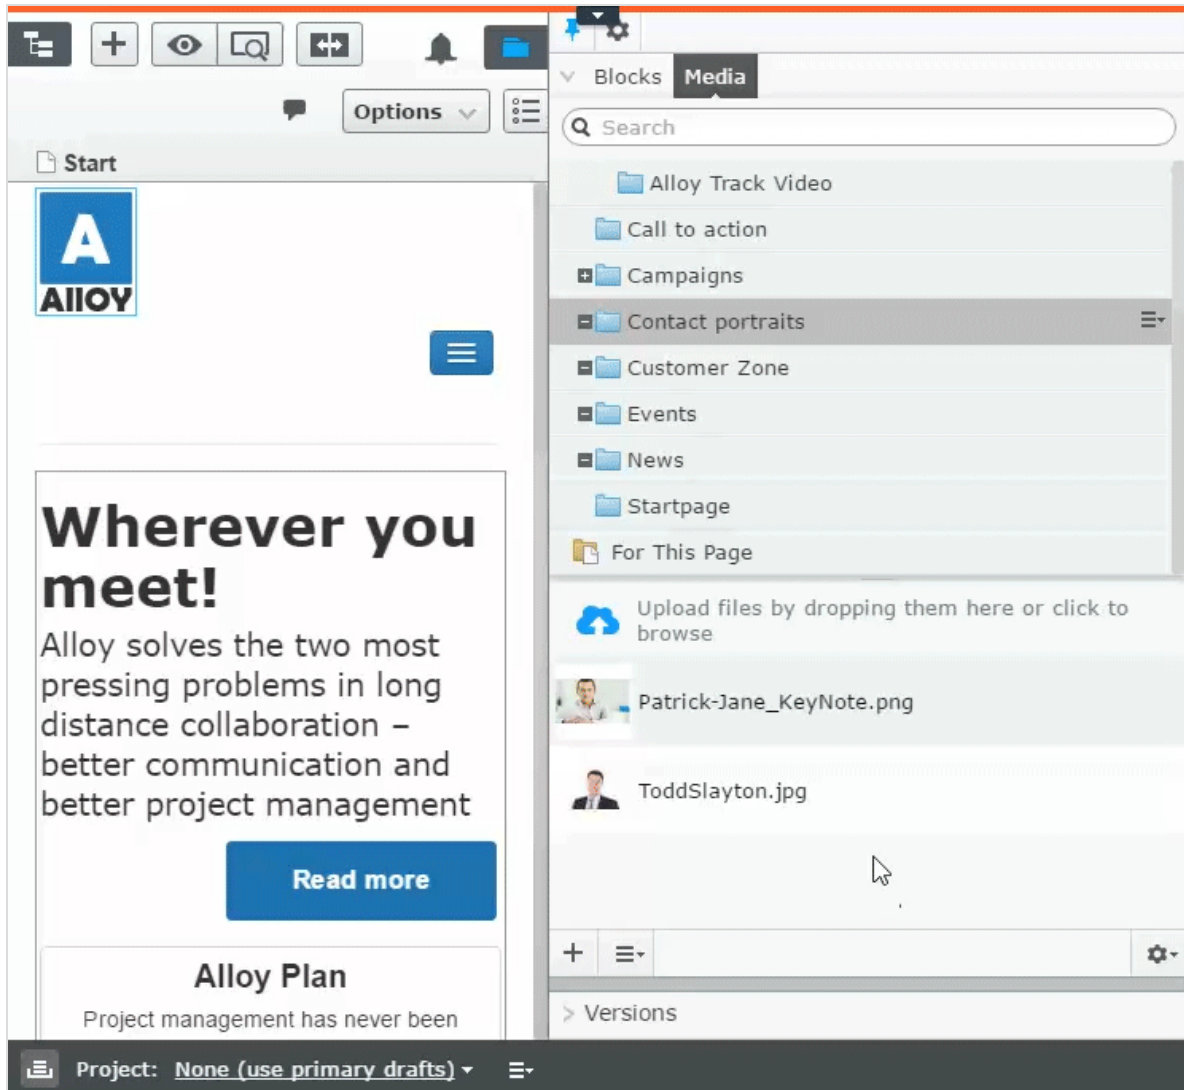 Options
Start
A
Alloy
Wherever you
meet!
Alloy solves the two most
pressing problems in long
distance collaboration –
better communication and
better project management
Read more
Alloy Plan
Project management has never been
Blocks
Media
Search
Alloy Track Video
Call to action
Campaigns
Contact portraits
Customer Zone
Events
News
Startpage
For This Page
Upload files by dropping them here or click to
browse
Patrick-Jane_KeyNote.png
ToddSlayton.jpg
Versions
Project: None (use primary drafts)